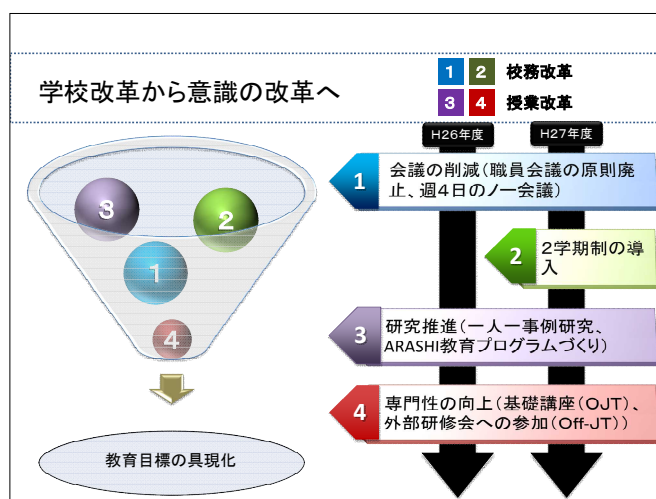 学校改革から意識の改革へ
1 2 校務改革
3 4 授業改革
H26年度 H27年度
1 会議の削減(職員会議の原則廃
止、週4日のノー会議)
2 2学期制の導
入
3 研究推進(一人一事例研究、
ARASHI教育プログラムづくり)
4 専門性の向上(基礎講座(OJT)、
外部研修会への参加(Off-JT))
3
2
1
4
教育目標の具現化